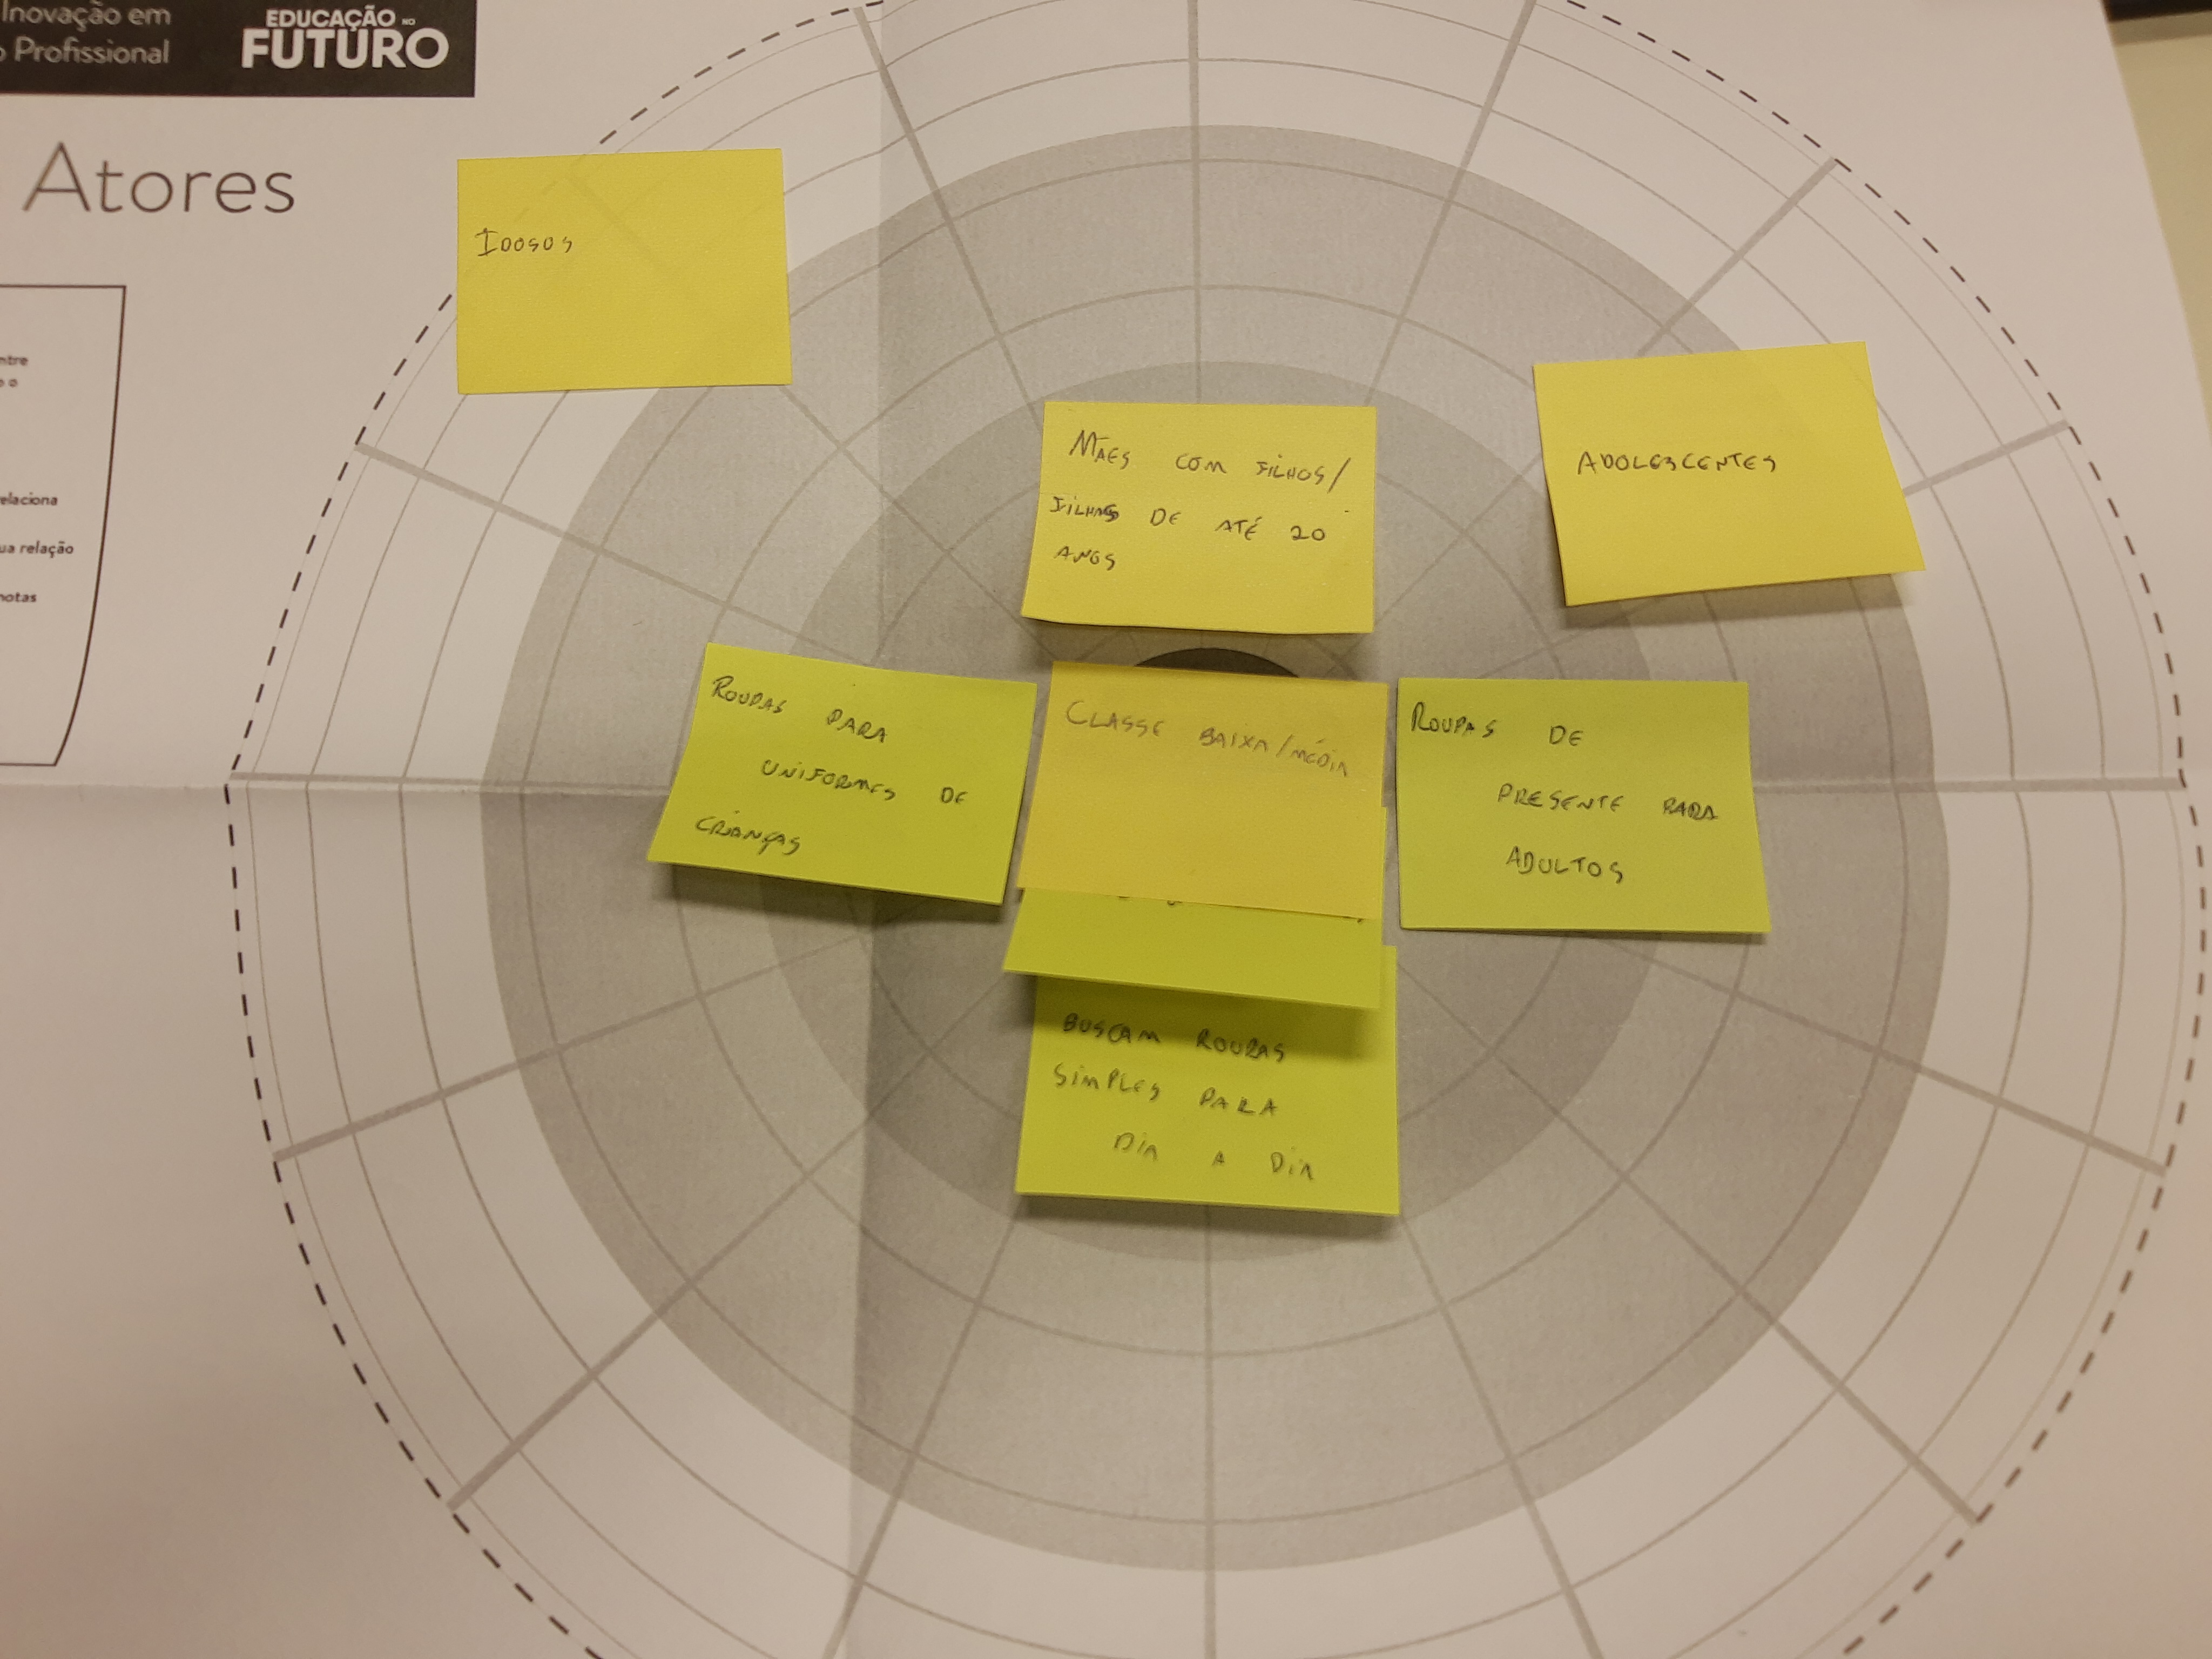 Inovação em
Profissional
EDUCAÇÃO NO
FUTURO
Atores
ntre
o o
elaciona
ua relação
notas
IDOSOS
MÃES COM FILHOS/
FILHAS DE ATÉ 20
ANOS
ADOLESCENTES
ROUPAS PARA
UNIFORMES DE
CRIANÇAS
CLASSE BAIXA/MÉDIA
ROUPAS DE
PRESENTE PARA
ADULTOS
BUSCAM ROUPAS
SIMPLES PARA
DIA A DIA